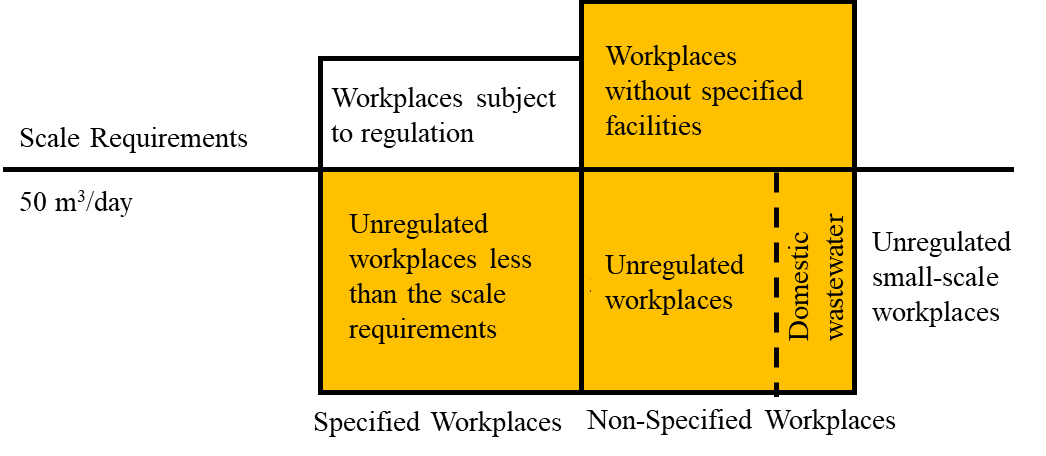 Workplaces subject
to regulation
Workplaces
without specified
facilities
Scale Requirements
50 m³/day
Unregulated
workplaces less
than the scale
requirements
Unregulated
workplaces
Domestic
wastewater
Unregulated
small-scale
workplaces
Specified Workplaces
Non-Specified Workplaces